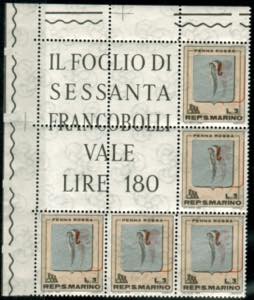 IL FOGLIO DI
SESSANTA
FRANCOBOLLI
VALE
LIRE 180
PENNA ROSSA
L.3
REP.S.MARINO
PENNA ROSSA
L.3
REP.S.MARINO
PENNA ROSSA
L.3
REP.S.MARINO
PENNA ROSSA
L.3
REP.S.MARINO
PENNA ROSSA
L.3
REP.S.MARINO